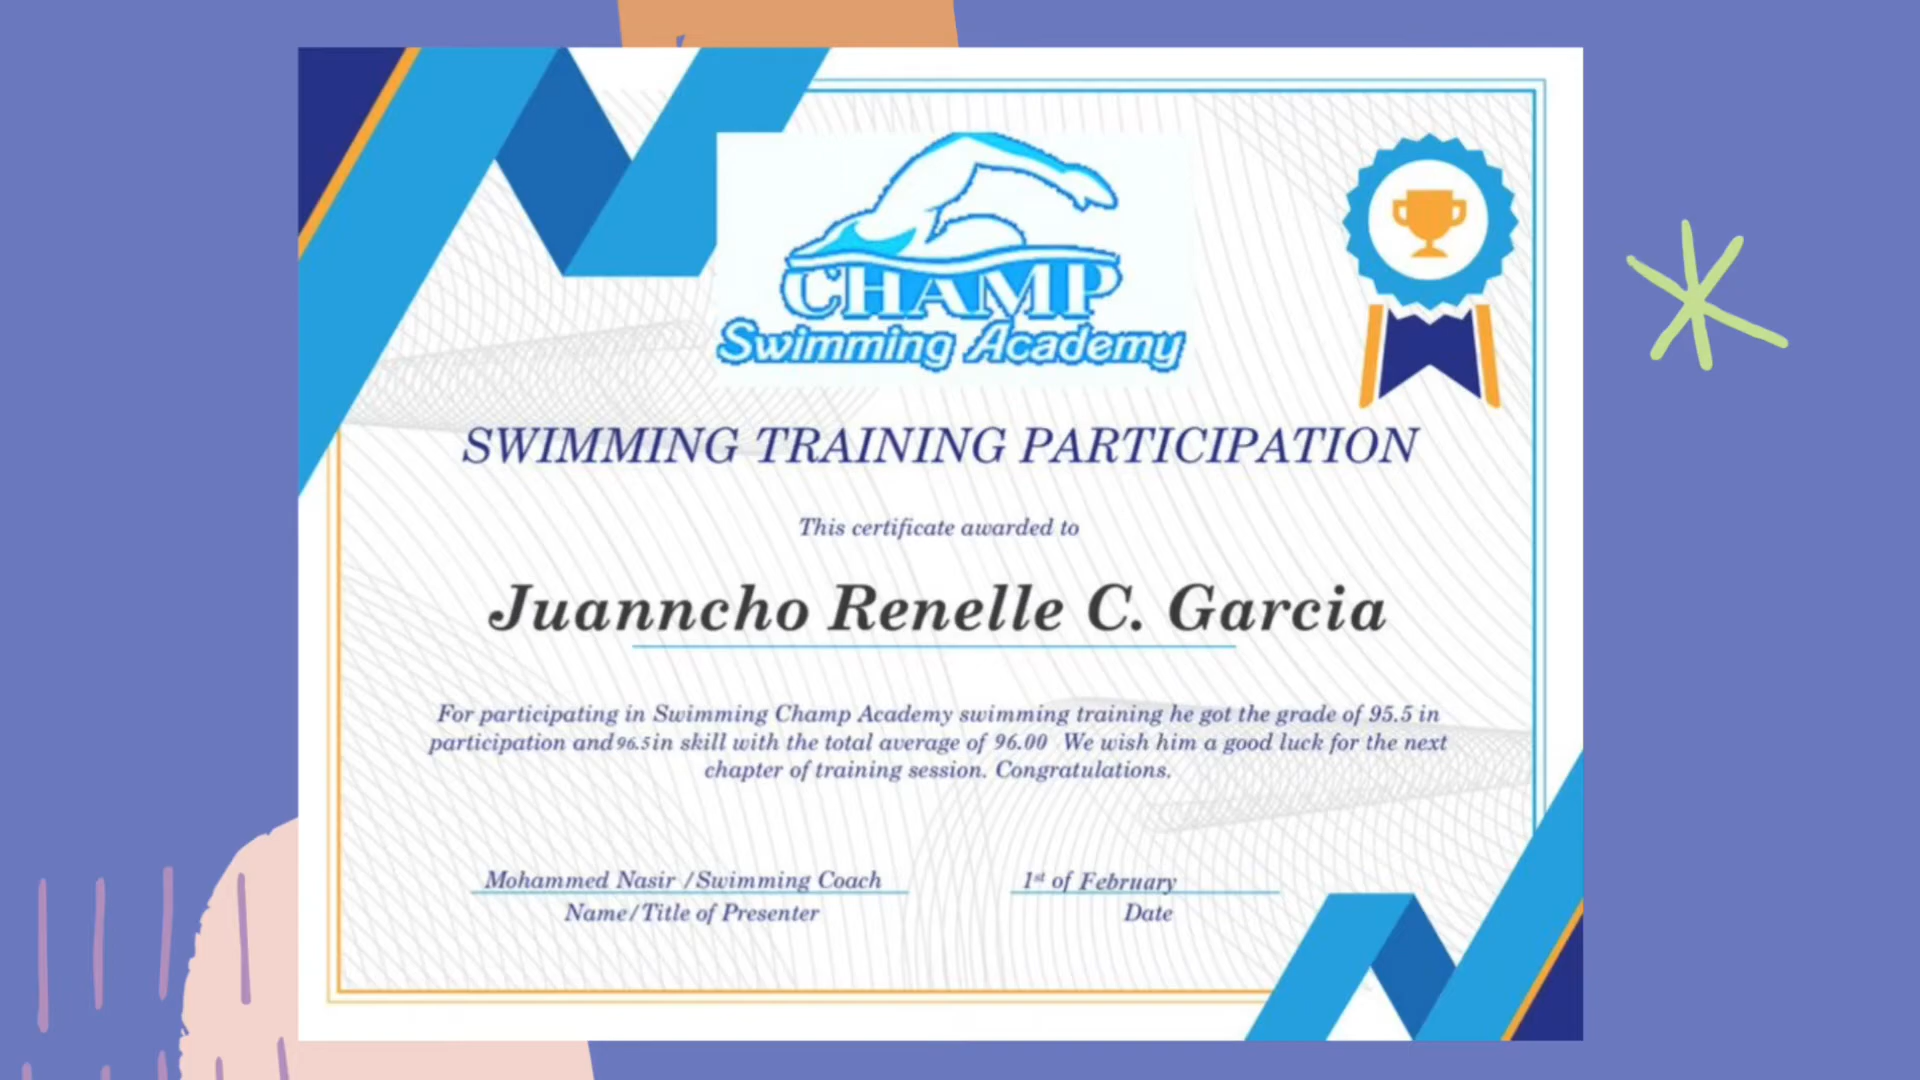 CHAMP
Swimming Academy
SWIMMING TRAINING PARTICIPATION
This certificate awarded to
Juanncho Renelle C. Garcia
For participating in Swimming Champ Academy swimming training he got the grade of 95.5 in
participation and 96.5 in skill with the total average of 96.00 We wish him a good luck for the next
chapter of training session. Congratulations.
Mohammed Nasir /Swimming Coach
Name/Title of Presenter
1st of February
Date